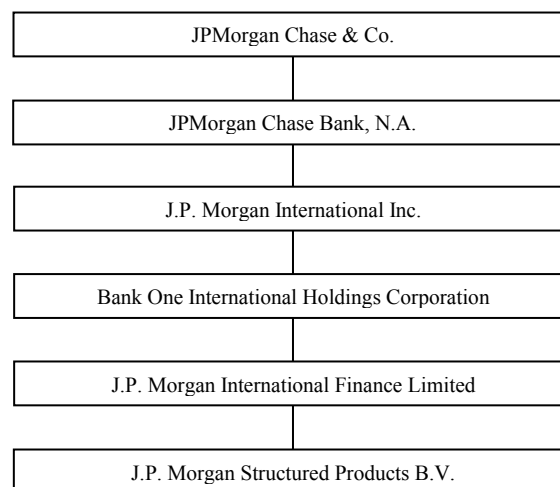 JPMorgan Chase & Co.
JPMorgan Chase Bank, N.A.
J.P. Morgan International Inc.
Bank One International Holdings Corporation
J.P. Morgan International Finance Limited
J.P. Morgan Structured Products B.V.